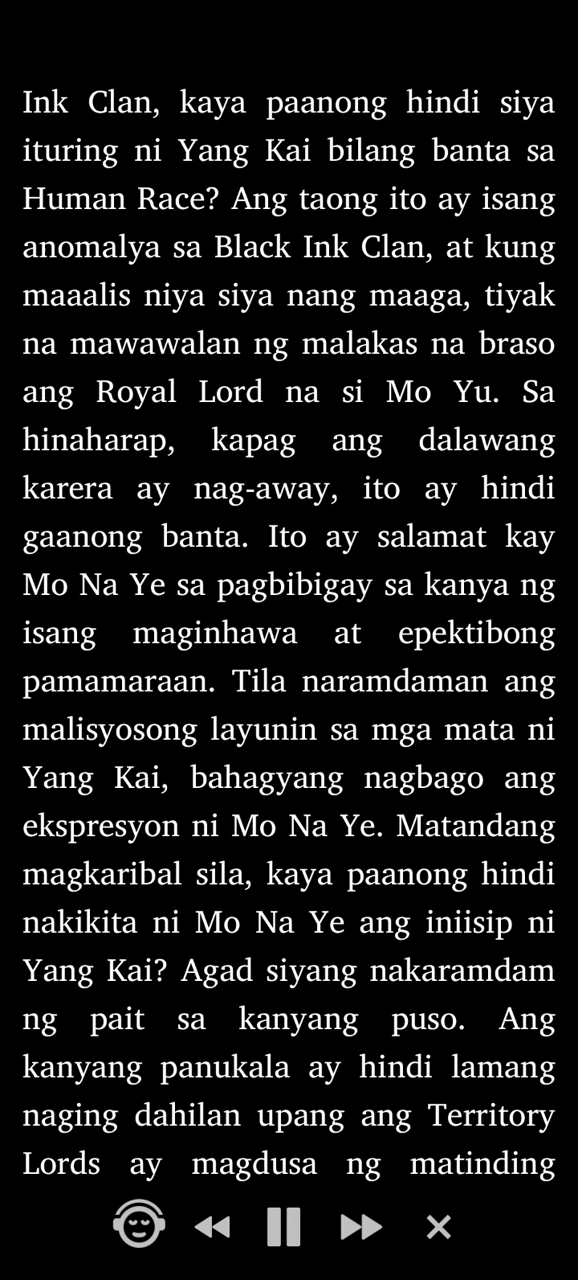 Ink Clan, kaya paanong hindi siya
ituring ni Yang Kai bilang banta sa
Human Race? Ang taong ito ay isang
anomalya sa Black Ink Clan, at kung
maaalis niya siya nang maaga, tiyak
na mawawalan ng malakas na braso
ang Royal Lord na si Mo Yu. Sa
hinaharap, kapag ang dalawang
karera ay nag-away, ito ay hindi
gaanong banta. Ito ay salamat kay
Mo Na Ye sa pagbibigay sa kanya ng
isang maginhawa at epektibong
pamamaraan. Tila naramdaman ang
malisyosong layunin sa mga mata ni
Yang Kai, bahagyang nagbago ang
ekspresyon ni Mo Na Ye. Matandang
magkaribal sila, kaya paanong hindi
nakikita ni Mo Na Ye ang iniisip ni
Yang Kai? Agad siyang nakaramdam
ng pait sa kanyang puso. Ang
kanyang panukala ay hindi lamang
naging dahilan upang ang Territory
Lords ay magdusa ng matinding